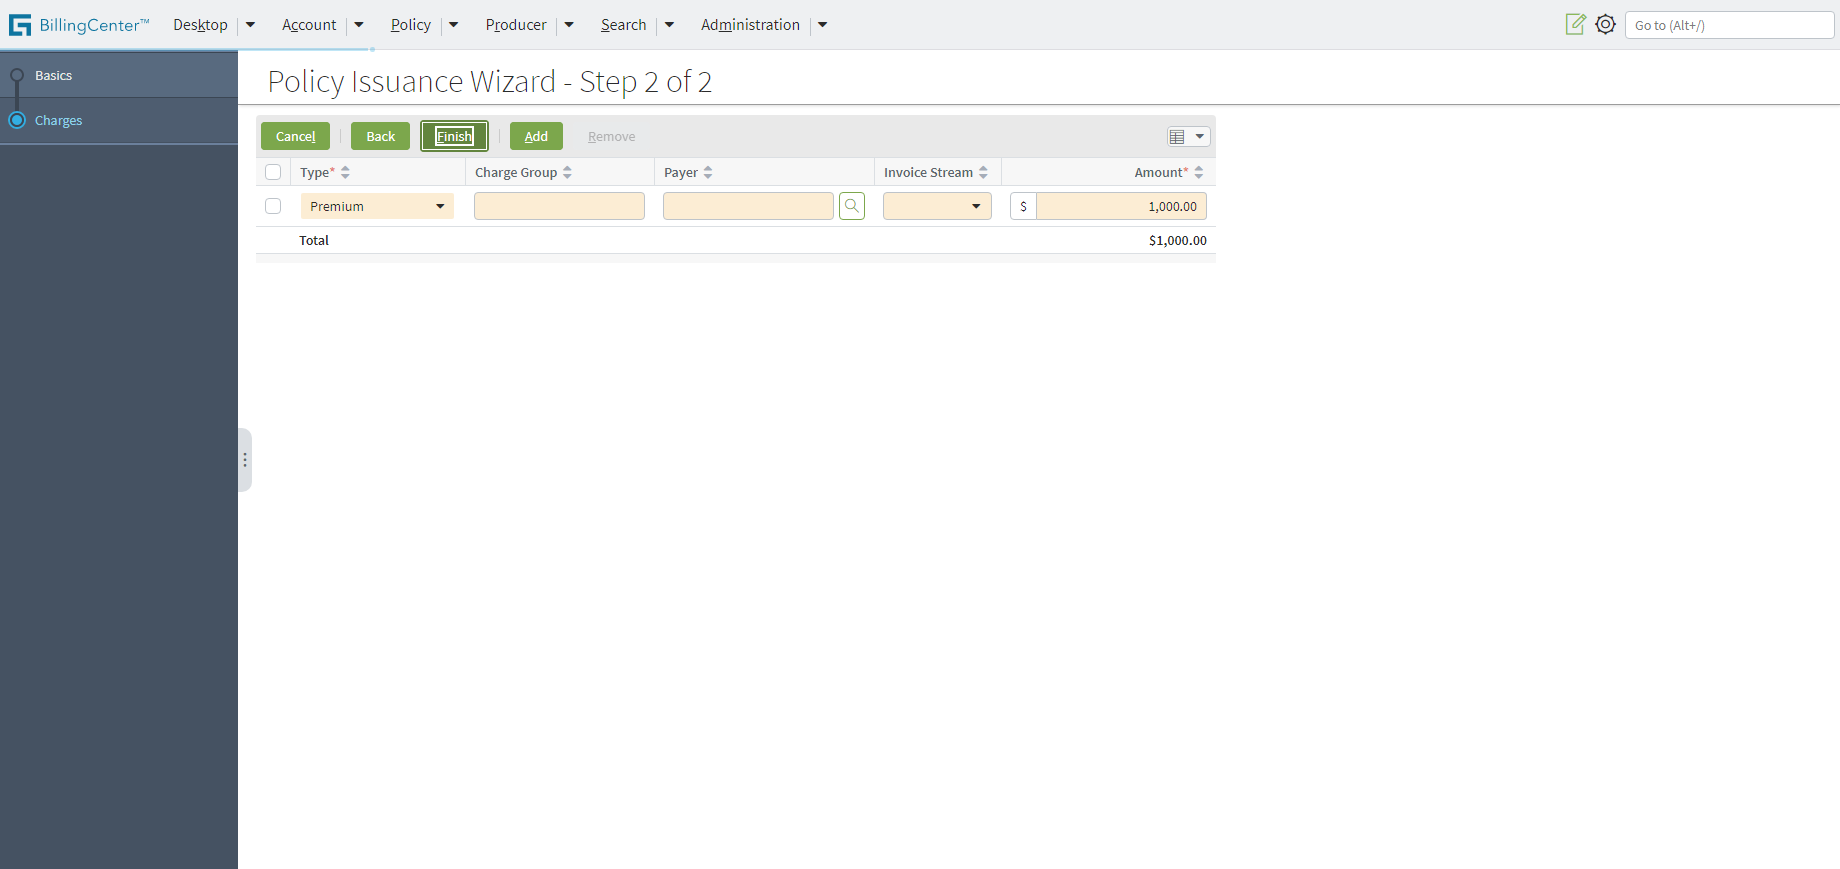 BillingCenter™ Desktop Account Policy Producer Search Administration Go to (Alt+/)
Basics
Charges
Policy Issuance Wizard - Step 2 of 2
Cancel Back Finish Add Remove
Type* Charge Group Payer Invoice Stream Amount*
Premium $ 1,000.00
Total $1,000.00